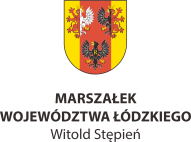 MARSZAŁEK
WOJEWÓDZTWA ŁÓDZKIEGO
Witold Stępień